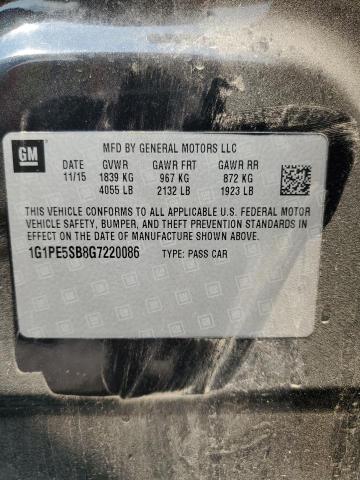 GM
MFD BY GENERAL MOTORS LLC
DATE GVWR GAWR FRT GAWR RR
11/15 1839 KG 967 KG 872 KG
4055 LB 2132 LB 1923 LB
THIS VEHICLE CONFORMS TO ALL APPLICABLE U.S. FEDERAL MOTOR
VEHICLE SAFETY, BUMPER, AND THEFT PREVENTION STANDARDS
IN EFFECT ON THE DATE OF MANUFACTURE SHOWN ABOVE.
1G1PE5SB8G7220086 TYPE: PASS CAR